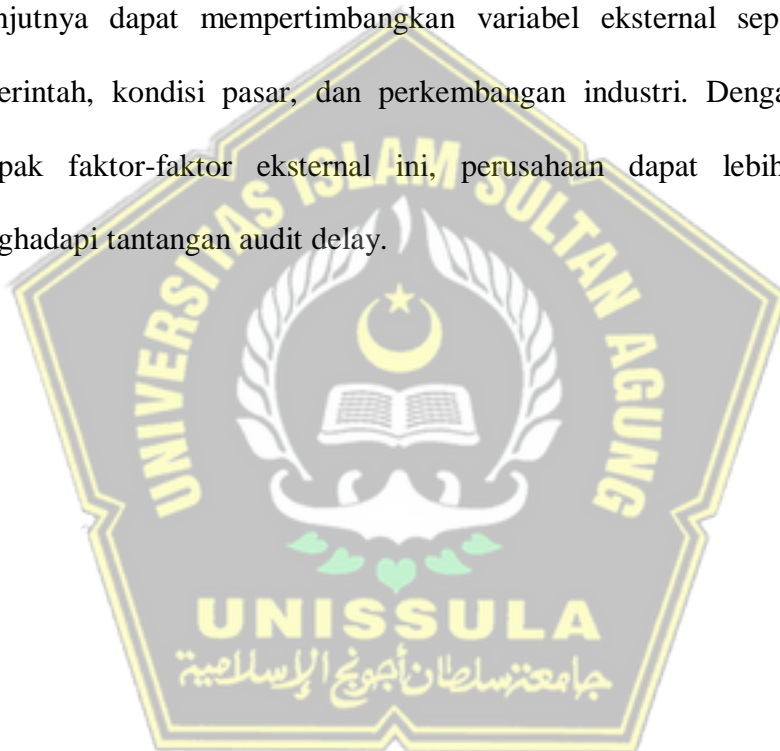 njutnya dapat mempertimbangkan variabel eksternal sep
erintah, kondisi pasar, dan perkembangan industri. Denga
pak faktor-faktor eksternal ini, perusahaan dapat lebih
ghadapi tantangan audit delay.
UNIVERSITAS ISLAM SULTAN AGUNG
UNISSULA
جامعة سلطان أجونج الإسلامية